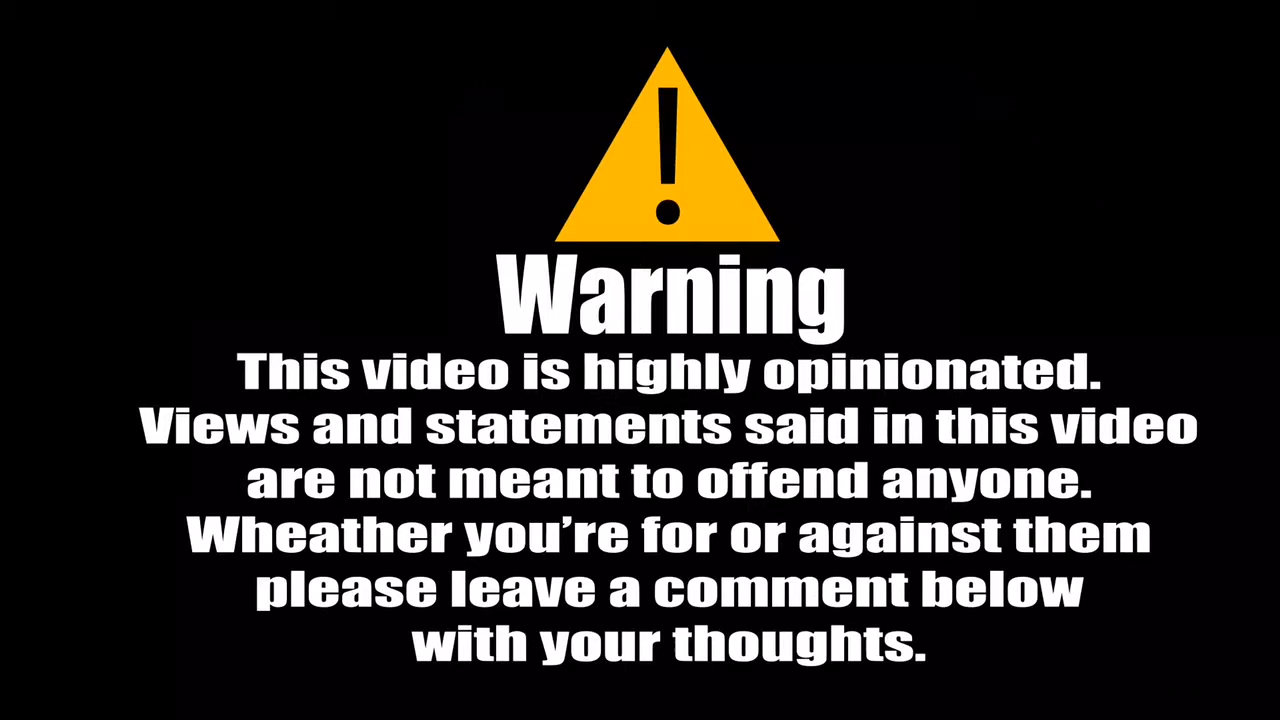 !
Warning
This video is highly opinionated.
Views and statements said in this video
are not meant to offend anyone.
Wheather you’re for or against them
please leave a comment below
with your thoughts.